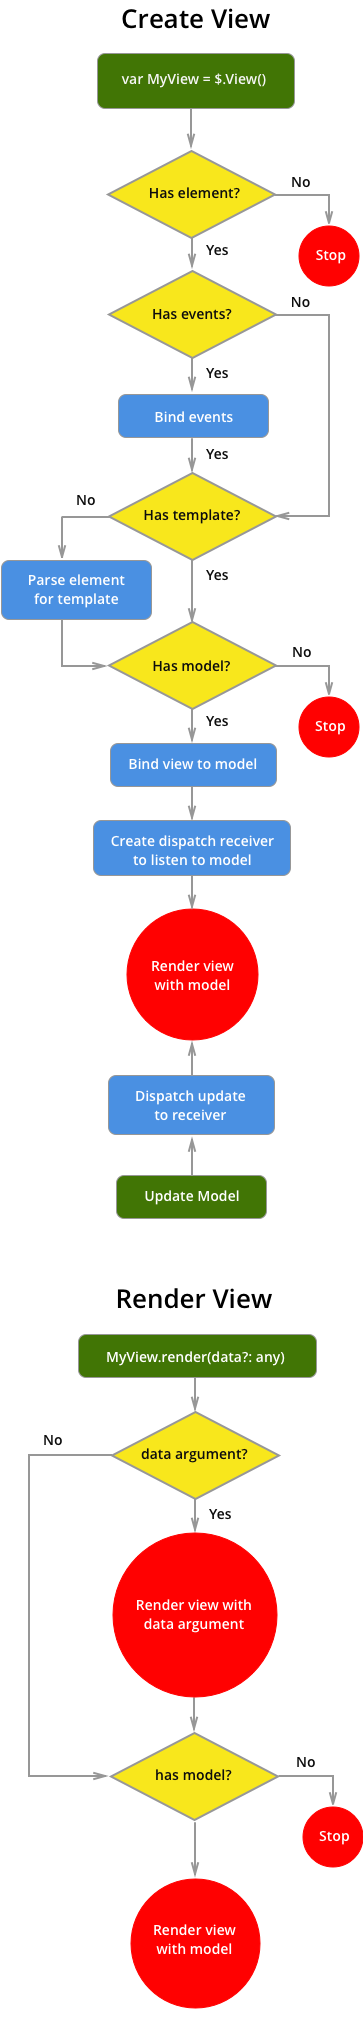 Create View
var MyView = $.View()
Has element?
No
Stop
Yes
Has events?
No
Yes
Bind events
Yes
Has template?
No
Yes
Parse element
for template
Has model?
No
Stop
Yes
Bind view to model
Create dispatch receiver
to listen to model
Render view
with model
Dispatch update
to receiver
Update Model
Render View
MyView.render(data?: any)
data argument?
No
Yes
Render view with
data argument
has model?
No
Stop
Render view
with model